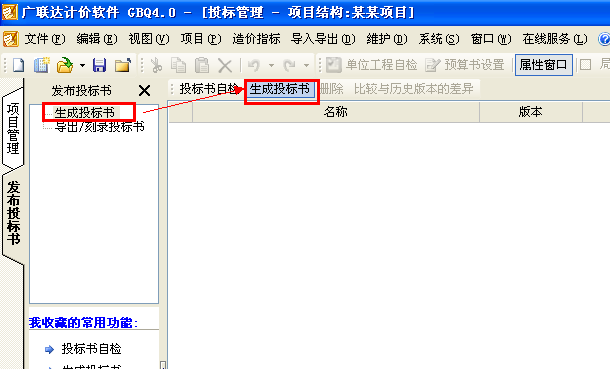 广联达计价软件 GBQ4.0 - [投标管理 - 项目结构:某某项目]
文件(F) 编辑(E) 视图(V) 项目(P) 造价指标 导入导出(D) 维护(D) 系统(S) 窗口(W) 在线服务(L) 帮
单位工程自检 预算书设置 属性窗口
发布投标书
投标书自检 生成投标书 删除 比较与历史版本的差异
生成投标书
导出/刻录投标书
名称 版本
项目管理
发布投标书
我收藏的常用功能:
投标书自检
生成投标书